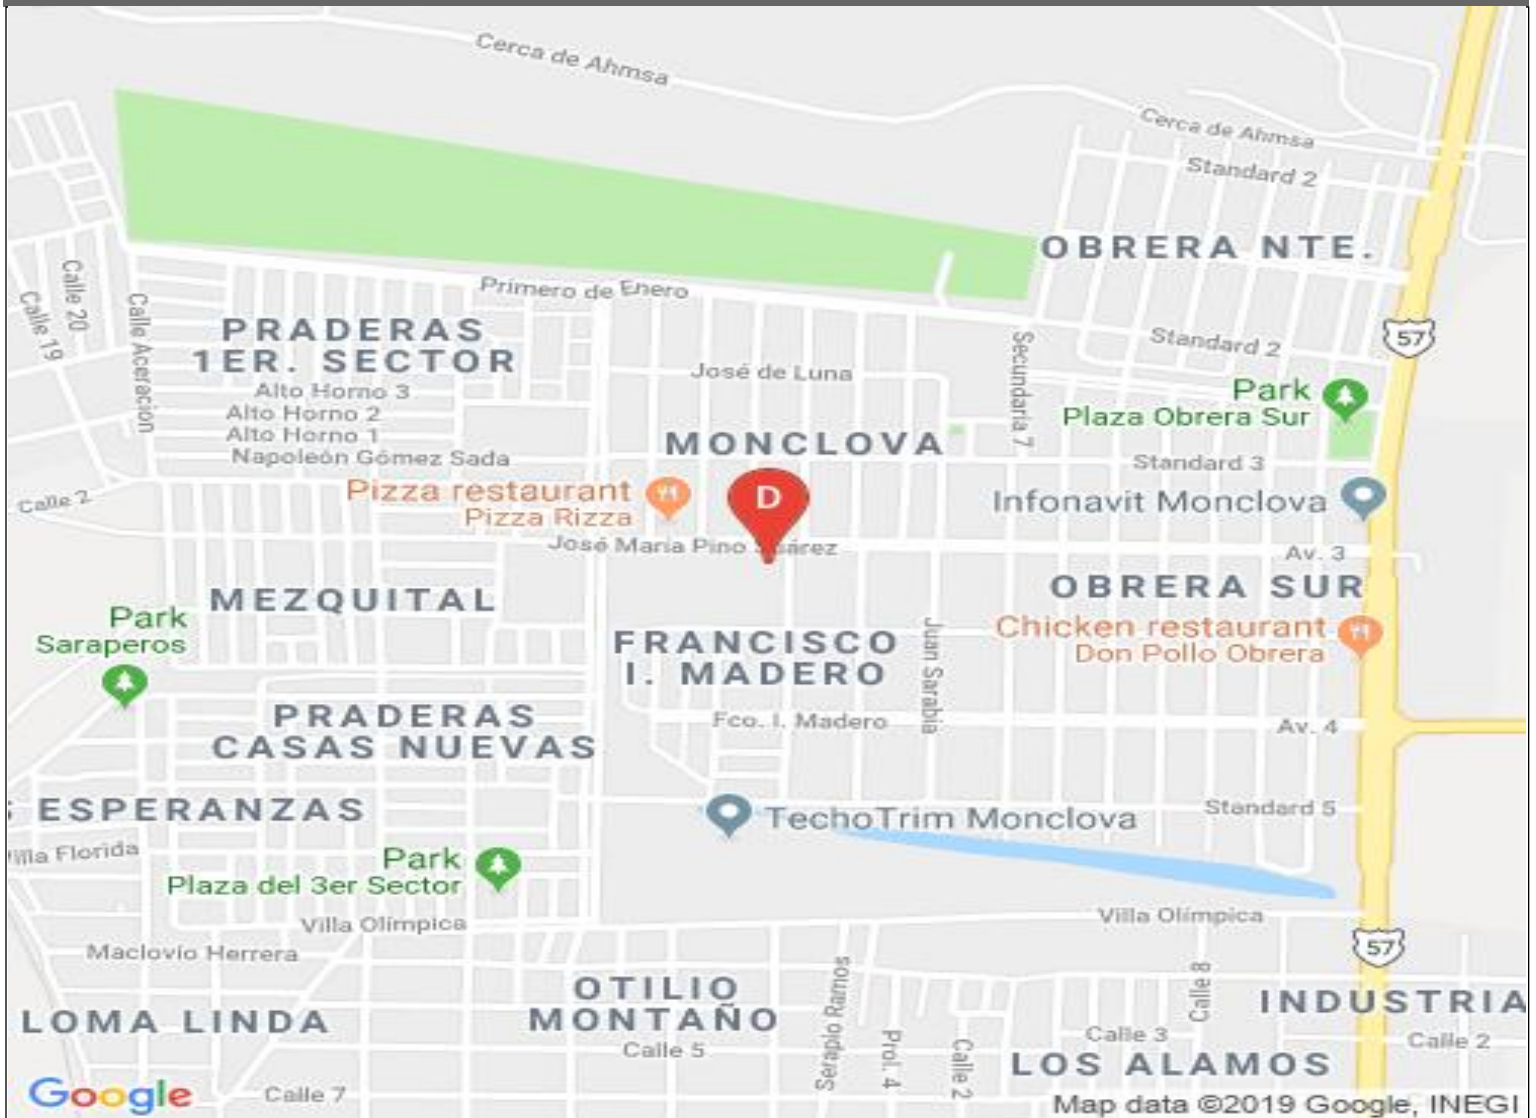 Cerca de Ahmsa
Cerca de Ahmsa
Standard 2
OBRERA NTE.
Calle 20
Calle 19
Calle Aceración
Primero de Enero
PRADERAS
1ER. SECTOR
57
Standard 2
Secundaria 7
José de Luna
Alto Horno 3
Alto Horno 2
Alto Horno 1
Napoleón Gómez Sada
Park
Plaza Obrera Sur
MONCLOVA
Standard 3
Calle 2
Pizza restaurant
Pizza Rizza
D
Infonavit Monclova
José María Pino Suárez
Av. 3
OBRERA SUR
MEZQUITAL
Park
Saraperos
FRANCISCO
I. MADERO
Juan Sarabia
Chicken restaurant
Don Pollo Obrera
PRADERAS
CASAS NUEVAS
Fco. I. Madero
Av. 4
S ESPERANZAS
TechoTrim Monclova
Standard 5
Villa Florida
Park
Plaza del 3er Sector
Villa Olímpica
Villa Olímpica
57
Maclovio Herrera
OTILIO
MONTAÑO
Serapio Ramos
Prol. 4
Calle 2
Calle 8
INDUSTRIA
LOMA LINDA
Calle 5
Calle 3
Calle 2
LOS ALAMOS
Google
Calle 7
Map data ©2019 Google, INEGI